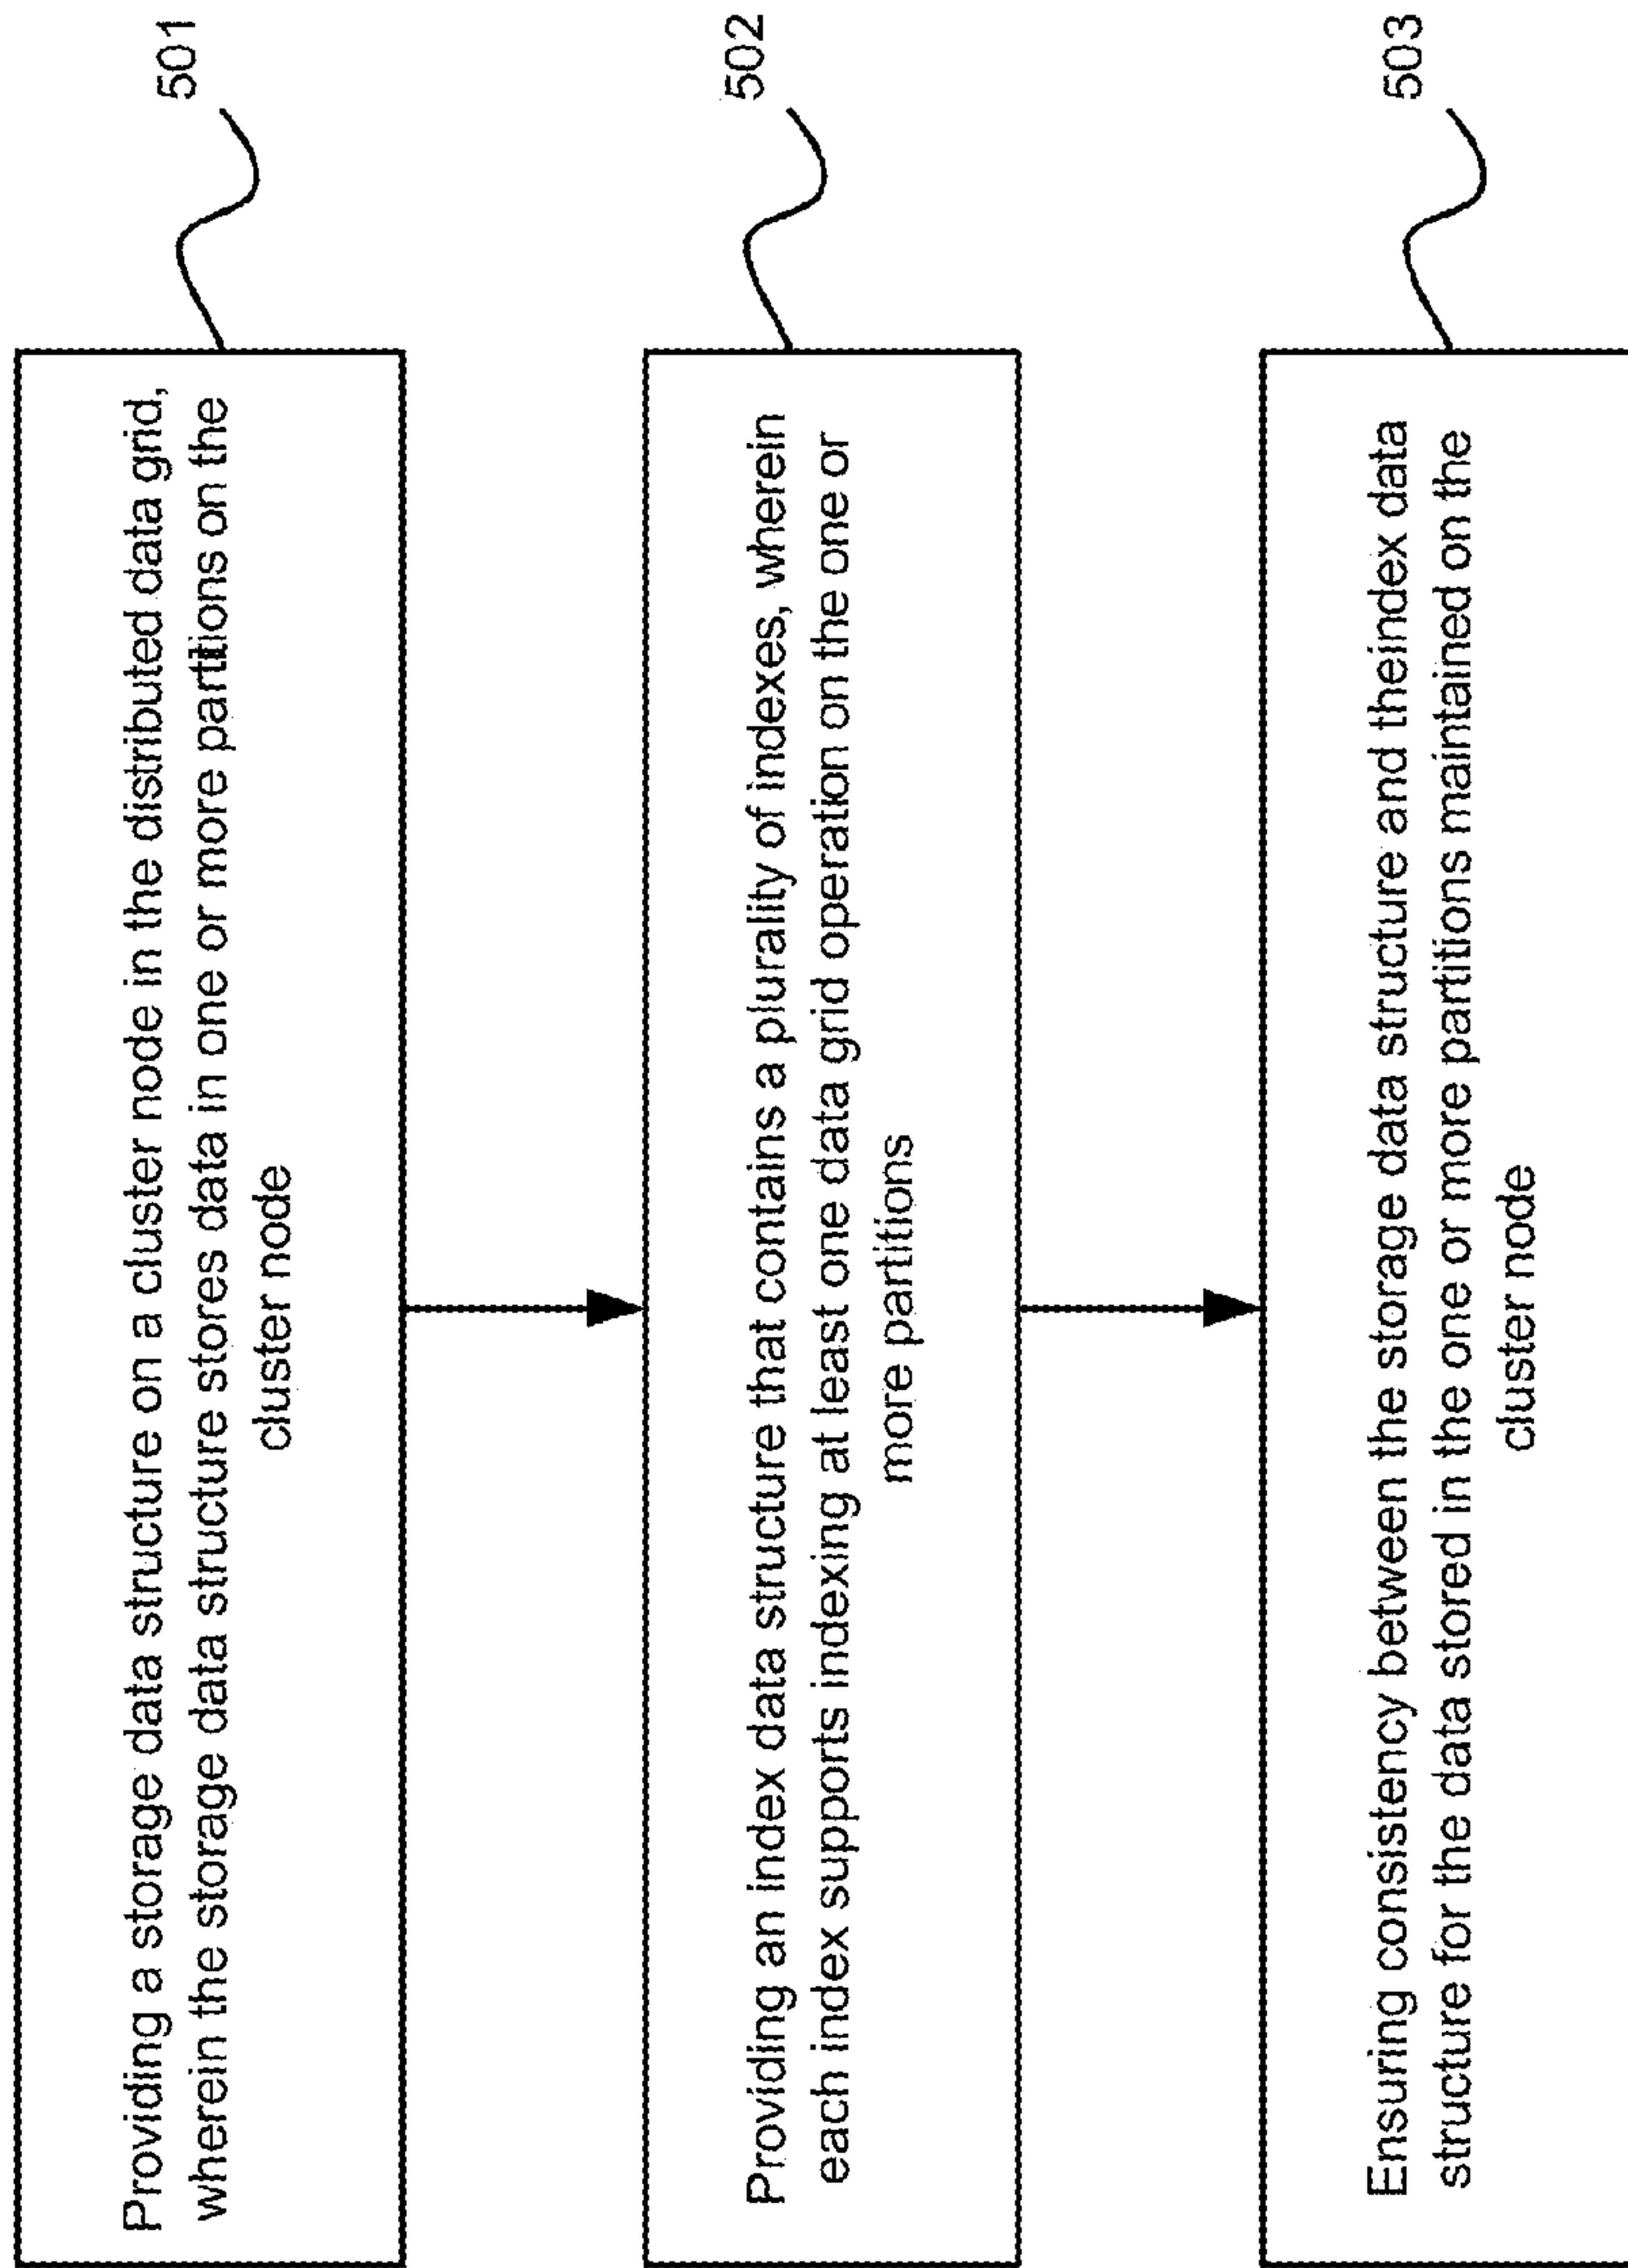 Providing a storage data structure on a cluster node in the distributed data grid,
wherein the storage data structure stores data in one or more partitions on the
cluster node
501
Providing an index data structure that contains a plurality of indexes, wherein
each index supports indexing at least one data grid operation on the one or
more partitions
502
Ensuring consistency between the storage data structure and theindex data
structure for the data stored in the one or more partitions maintained on the
cluster node
503